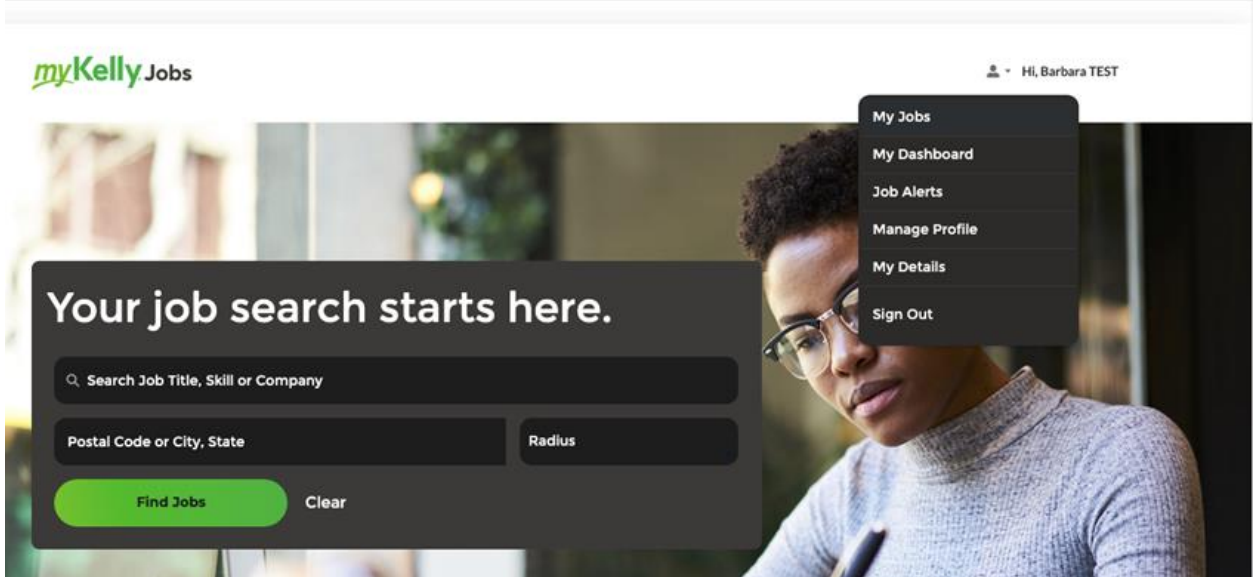 myKelly Jobs
Hi, Barbara TEST
My Jobs
My Dashboard
Job Alerts
Manage Profile
My Details
Sign Out
Your job search starts here.
Search Job Title, Skill or Company
Postal Code or City, State
Radius
Find Jobs
Clear